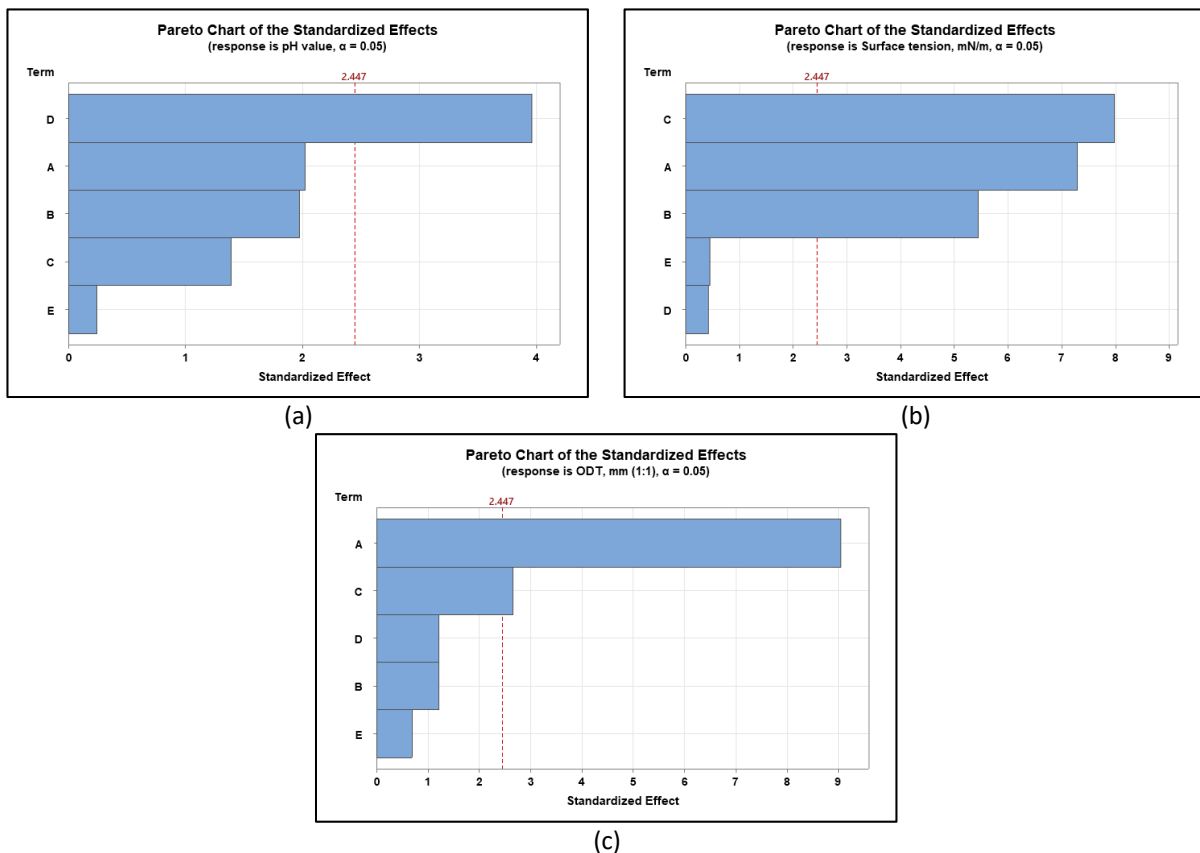 Pareto Chart of the Standardized Effects
(response is pH value, α = 0.05)
Term
2.447
D
A
B
C
E
0 1 2 3 4
Standardized Effect
(a)
Pareto Chart of the Standardized Effects
(response is Surface tension, mN/m, α = 0.05)
Term
2.447
C
A
B
E
D
0 1 2 3 4 5 6 7 8 9
Standardized Effect
(b)
Pareto Chart of the Standardized Effects
(response is ODT, mm (1:1), α = 0.05)
Term
2.447
A
C
D
B
E
0 1 2 3 4 5 6 7 8 9
Standardized Effect
(c)